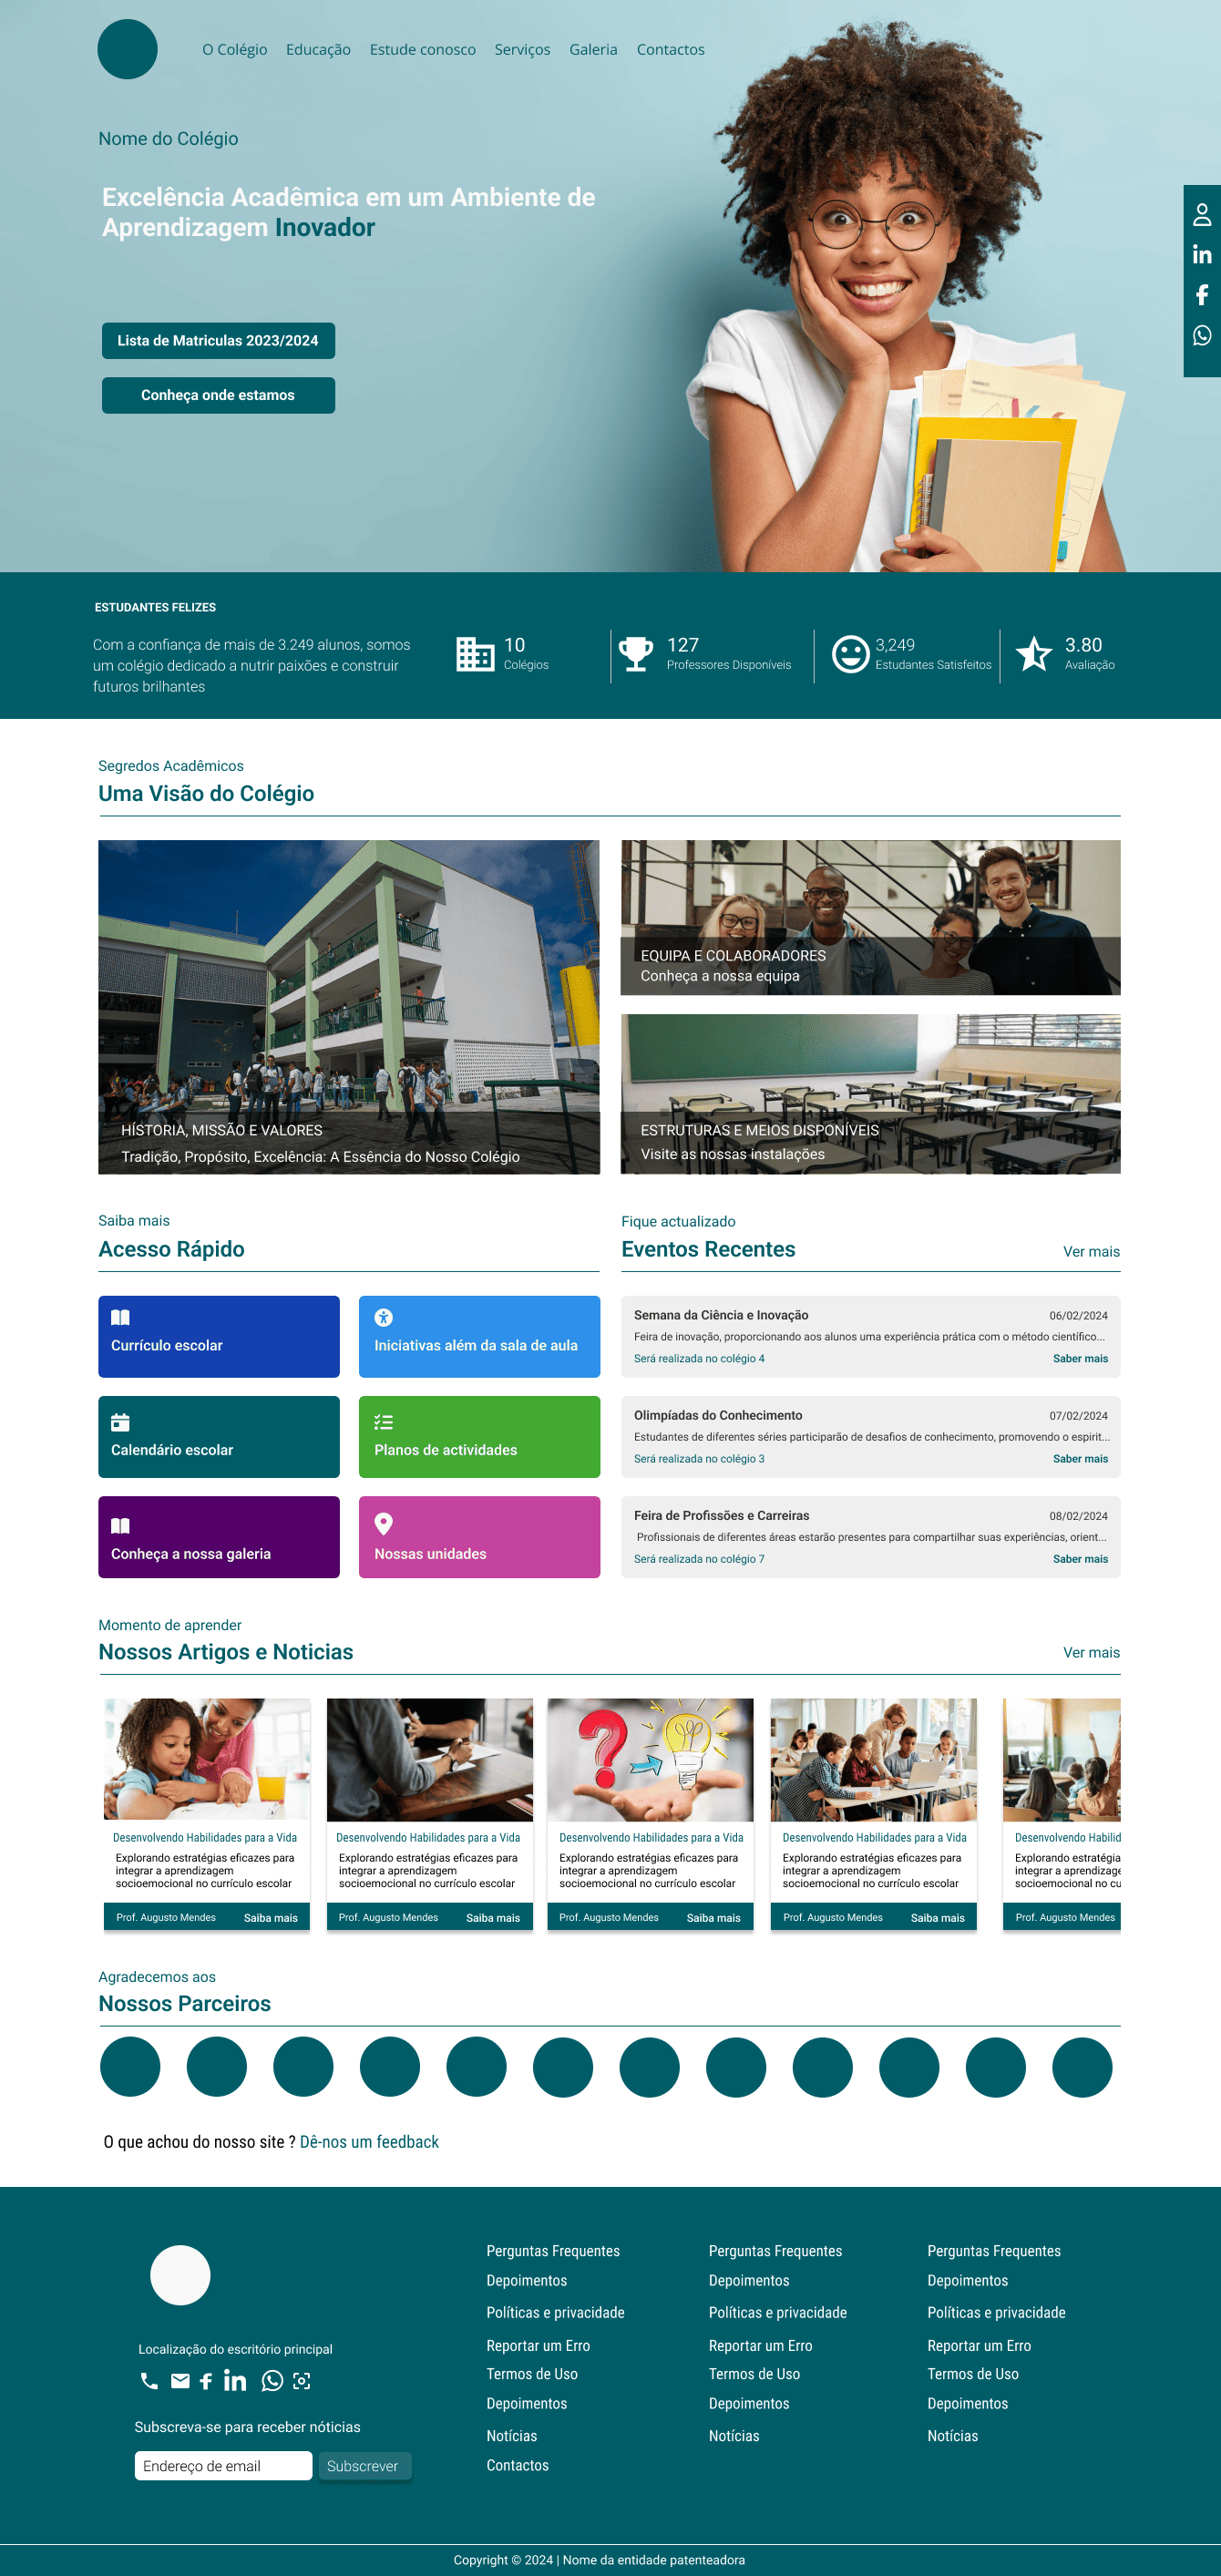 O Colégio Educação Estude conosco Serviços Galeria Contactos
Nome do Colégio
Excelência Acadêmica em um Ambiente de
Aprendizagem Inovador
Lista de Matriculas 2023/2024
Conheça onde estamos
ESTUDANTES FELIZES
Com a confiança de mais de 3.249 alunos, somos
um colégio dedicado a nutrir paixões e construir
futuros brilhantes
10
Colégios
127
Professores Disponíveis
3,249
Estudantes Satisfeitos
3.80
Avaliação
Segredos Acadêmicos
Uma Visão do Colégio
HÍSTORIA, MISSÃO E VALORES
Tradição, Propósito, Excelência: A Essência do Nosso Colégio
EQUIPA E COLABORADORES
Conheça a nossa equipa
ESTRUTURAS E MEIOS DISPONÍVEIS
Visite as nossas instalações
Saiba mais
Acesso Rápido
Currículo escolar
Iniciativas além da sala de aula
Calendário escolar
Planos de actividades
Conheça a nossa galeria
Nossas unidades
Fique actualizado
Eventos Recentes
Ver mais
Semana da Ciência e Inovação 06/02/2024
Feira de inovação, proporcionando aos alunos uma experiência prática com o método científico...
Será realizada no colégio 4 Saber mais
Olimpíadas do Conhecimento 07/02/2024
Estudantes de diferentes séries participarão de desafios de conhecimento, promovendo o espirit...
Será realizada no colégio 3 Saber mais
Feira de Profissões e Carreiras 08/02/2024
Profissionais de diferentes áreas estarão presentes para compartilhar suas experiências, orient...
Será realizada no colégio 7 Saber mais
Momento de aprender
Nossos Artigos e Noticias
Ver mais
Desenvolvendo Habilidades para a Vida
Explorando estratégias eficazes para
integrar a aprendizagem
socioemocional no currículo escolar
Prof. Augusto Mendes Saiba mais
Desenvolvendo Habilidades para a Vida
Explorando estratégias eficazes para
integrar a aprendizagem
socioemocional no currículo escolar
Prof. Augusto Mendes Saiba mais
Desenvolvendo Habilidades para a Vida
Explorando estratégias eficazes para
integrar a aprendizagem
socioemocional no currículo escolar
Prof. Augusto Mendes Saiba mais
Desenvolvendo Habilidades para a Vida
Explorando estratégias eficazes para
integrar a aprendizagem
socioemocional no currículo escolar
Prof. Augusto Mendes Saiba mais
Desenvolvendo Habilid
Explorando estratégia
integrar a aprendizage
socioemocional no cu
Prof. Augusto Mendes
Agradecemos aos
Nossos Parceiros
O que achou do nosso site ? Dê-nos um feedback
Localização do escritório principal
Subscreva-se para receber nóticias
Endereço de email
Subscrever
Perguntas Frequentes
Depoimentos
Políticas e privacidade
Reportar um Erro
Termos de Uso
Depoimentos
Notícias
Contactos
Perguntas Frequentes
Depoimentos
Políticas e privacidade
Reportar um Erro
Termos de Uso
Depoimentos
Notícias
Perguntas Frequentes
Depoimentos
Políticas e privacidade
Reportar um Erro
Termos de Uso
Depoimentos
Notícias
Copyright © 2024 | Nome da entidade patenteadora